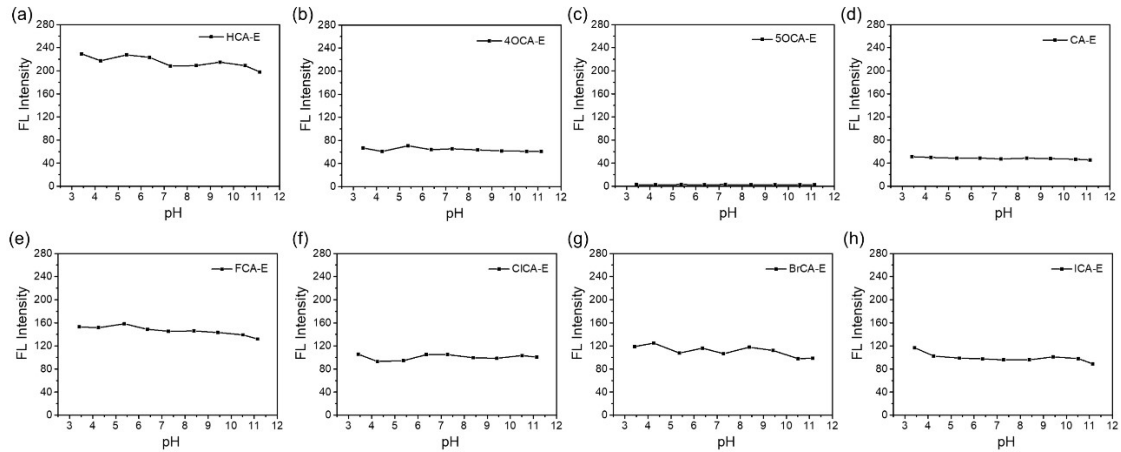 (a)
280
240
200
160
120
80
40
0
FL Intensity
HCA-E
3 4 5 6 7 8 9 10 11 12
pH
(b)
280
240
200
160
120
80
40
0
FL Intensity
4OCA-E
3 4 5 6 7 8 9 10 11 12
pH
(c)
280
240
200
160
120
80
40
0
FL Intensity
5OCA-E
3 4 5 6 7 8 9 10 11 12
pH
(d)
280
240
200
160
120
80
40
0
FL Intensity
CA-E
3 4 5 6 7 8 9 10 11 12
pH
(e)
280
240
200
160
120
80
40
0
FL Intensity
FCA-E
3 4 5 6 7 8 9 10 11 12
pH
(f)
280
240
200
160
120
80
40
0
FL Intensity
ClCA-E
3 4 5 6 7 8 9 10 11 12
pH
(g)
280
240
200
160
120
80
40
0
FL Intensity
BrCA-E
3 4 5 6 7 8 9 10 11 12
pH
(h)
280
240
200
160
120
80
40
0
FL Intensity
ICA-E
3 4 5 6 7 8 9 10 11 12
pH